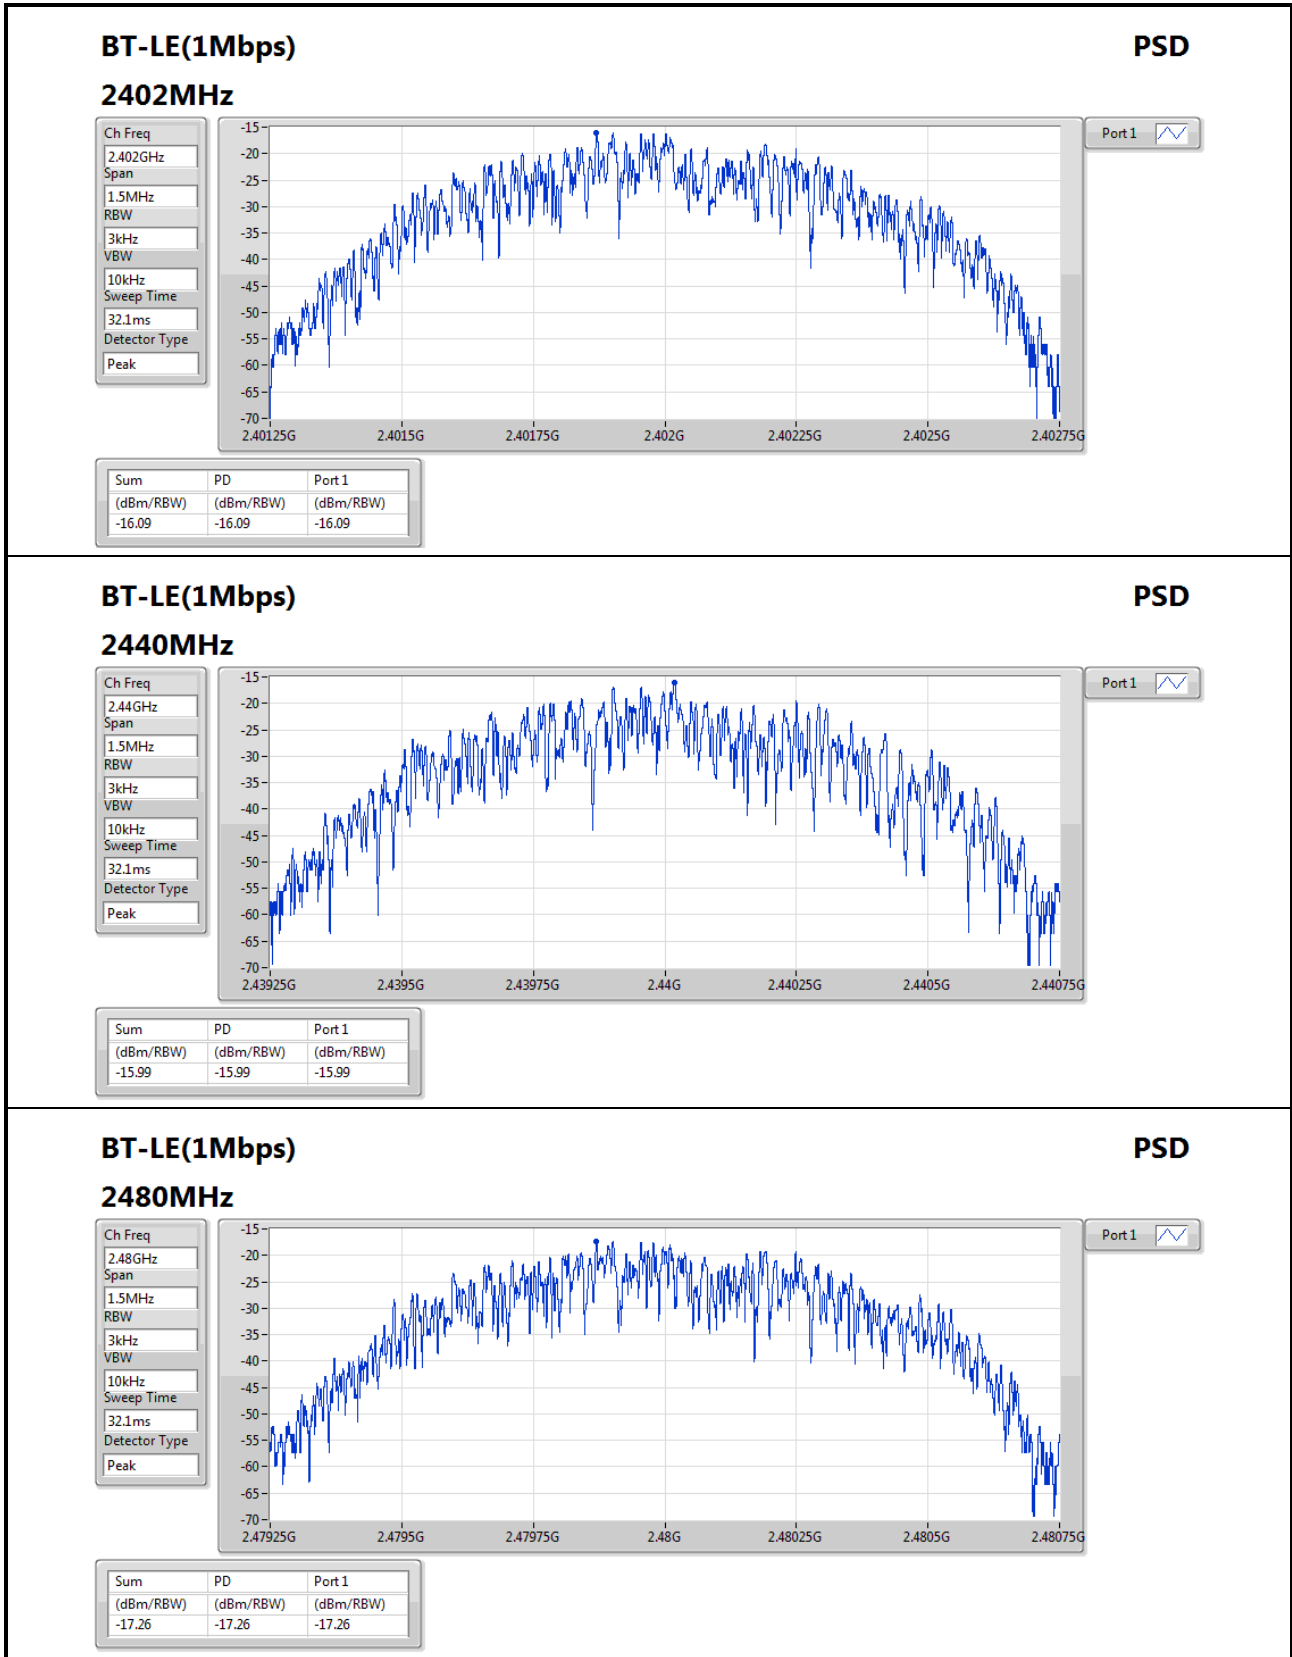 BT-LE(1Mbps) PSD
2402MHz
Ch Freq
2.402GHz
Span
1.5MHz
RBW
3kHz
VBW
10kHz
Sweep Time
32.1ms
Detector Type
Peak
-15
-20
-25
-30
-35
-40
-45
-50
-55
-60
-65
-70
2.40125G 2.4015G 2.40175G 2.402G 2.40225G 2.4025G 2.40275G
Port 1
Sum PD Port 1
(dBm/RBW) (dBm/RBW) (dBm/RBW)
-16.09 -16.09 -16.09
BT-LE(1Mbps) PSD
2440MHz
Ch Freq
2.44GHz
Span
1.5MHz
RBW
3kHz
VBW
10kHz
Sweep Time
32.1ms
Detector Type
Peak
-15
-20
-25
-30
-35
-40
-45
-50
-55
-60
-65
-70
2.43925G 2.4395G 2.43975G 2.44G 2.44025G 2.4405G 2.44075G
Port 1
Sum PD Port 1
(dBm/RBW) (dBm/RBW) (dBm/RBW)
-15.99 -15.99 -15.99
BT-LE(1Mbps) PSD
2480MHz
Ch Freq
2.48GHz
Span
1.5MHz
RBW
3kHz
VBW
10kHz
Sweep Time
32.1ms
Detector Type
Peak
-15
-20
-25
-30
-35
-40
-45
-50
-55
-60
-65
-70
2.47925G 2.4795G 2.47975G 2.48G 2.48025G 2.4805G 2.48075G
Port 1
Sum PD Port 1
(dBm/RBW) (dBm/RBW) (dBm/RBW)
-17.26 -17.26 -17.26